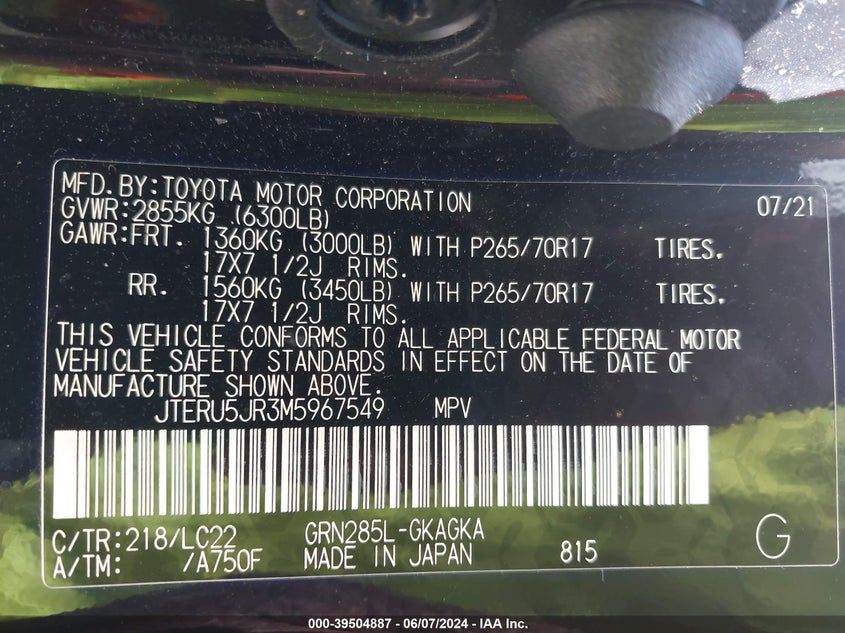 MFD.BY:TOYOTA MOTOR CORPORATION 07/21
GVWR:2855KG (6300LB)
GAWR:FRT. 1360KG (3000LB) WITH P265/70R17 TIRES.
17X7 1/2J RIMS.
RR. 1560KG (3450LB) WITH P265/70R17 TIRES.
17X7 1/2J RIMS.
THIS VEHICLE CONFORMS TO ALL APPLICABLE FEDERAL MOTOR
VEHICLE SAFETY STANDARDS IN EFFECT ON THE DATE OF
MANUFACTURE SHOWN ABOVE.
JTERU5JR3M5967549 MPV
C/TR:218/LC22 GRN285L-GKAGKA
A/TM: /A750F MADE IN JAPAN 815 G
000-39504887 - 06/07/2024 - IAA Inc.